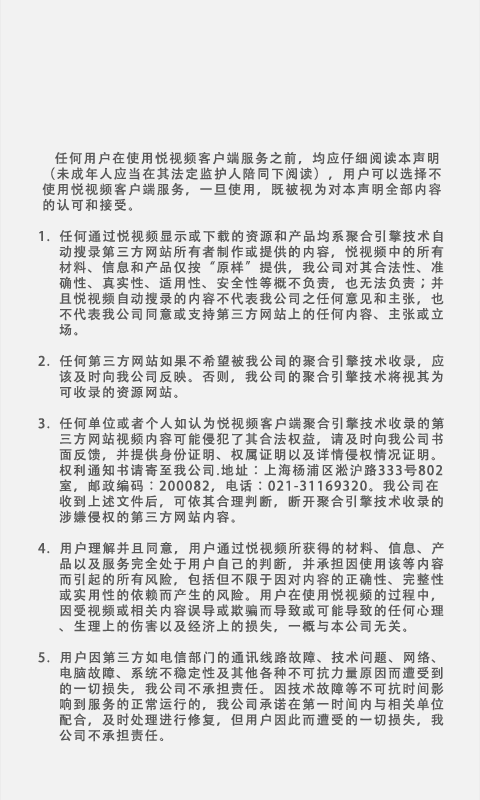 任何用户在使用悦视频客户端服务之前，均应仔细阅读本声明
（未成年人应当在其法定监护人陪同下阅读），用户可以选择不
使用悦视频客户端服务，一旦使用，既被视为对本声明全部内容
的认可和接受。
1. 任何通过悦视频显示或下载的资源和产品均系聚合引擎技术自
动搜录第三方网站所有者制作或提供的内容，悦视频中的所有
材料、信息和产品仅按“原样”提供，我公司对其合法性、准
确性、真实性、适用性、安全性等概不负责，也无法负责；并
且悦视频自动搜录的内容不代表我公司之任何意见和主张，也
不代表我公司同意或支持第三方网站上的任何内容、主张或立
场。
2. 任何第三方网站如果不希望被我公司的聚合引擎技术收录，应
该及时向我公司反映。否则，我公司的聚合引擎技术将视其为
可收录的资源网站。
3. 任何单位或者个人如认为悦视频客户端聚合引擎技术收录的第
三方网站视频内容可能侵犯了其合法权益，请及时向我公司书
面反馈，并提供身份证明、权属证明以及详情侵权情况证明。
权利通知书请寄至我公司.地址：上海杨浦区淞沪路333号802
室，邮政编码：200082，电话：021-31169320。我公司在
收到上述文件后，可依其合理判断，断开聚合引擎技术收录的
涉嫌侵权的第三方网站内容。
4. 用户理解并且同意，用户通过悦视频所获得的材料、信息、产
品以及服务完全处于用户自己的判断，并承担因使用该等内容
而引起的所有风险，包括但不限于因对内容的正确性、完整性
或实用性的依赖而产生的风险。用户在使用悦视频的过程中，
因受视频或相关内容误导或欺骗而导致或可能导致的任何心理
、生理上的伤害以及经济上的损失，一概与本公司无关。
5. 用户因第三方如电信部门的通讯线路故障、技术问题、网络、
电脑故障、系统不稳定性及其他各种不可抗力量原因而遭受到
的一切损失，我公司不承担责任。因技术故障等不可抗时间影
响到服务的正常运行的，我公司承诺在第一时间内与相关单位
配合，及时处理进行修复，但用户因此而遭受的一切损失，我
公司不承担责任。